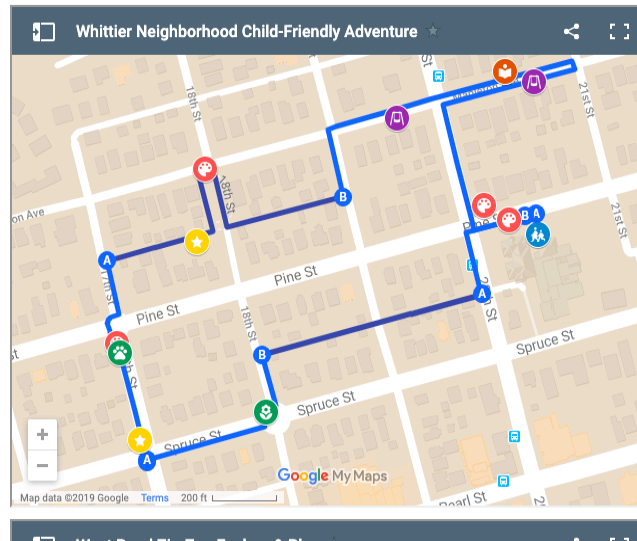 Whittier Neighborhood Child-Friendly Adventure
18th St
21st St
18th St
B
on Ave
21st St
B A
Pine St
A
17th St
Pine St
A
18th St
B
Spruce St
Spruce St
Spruce St
A
+
−
Google My Maps
Pearl St
Map data ©2019 Google Terms 200 ft